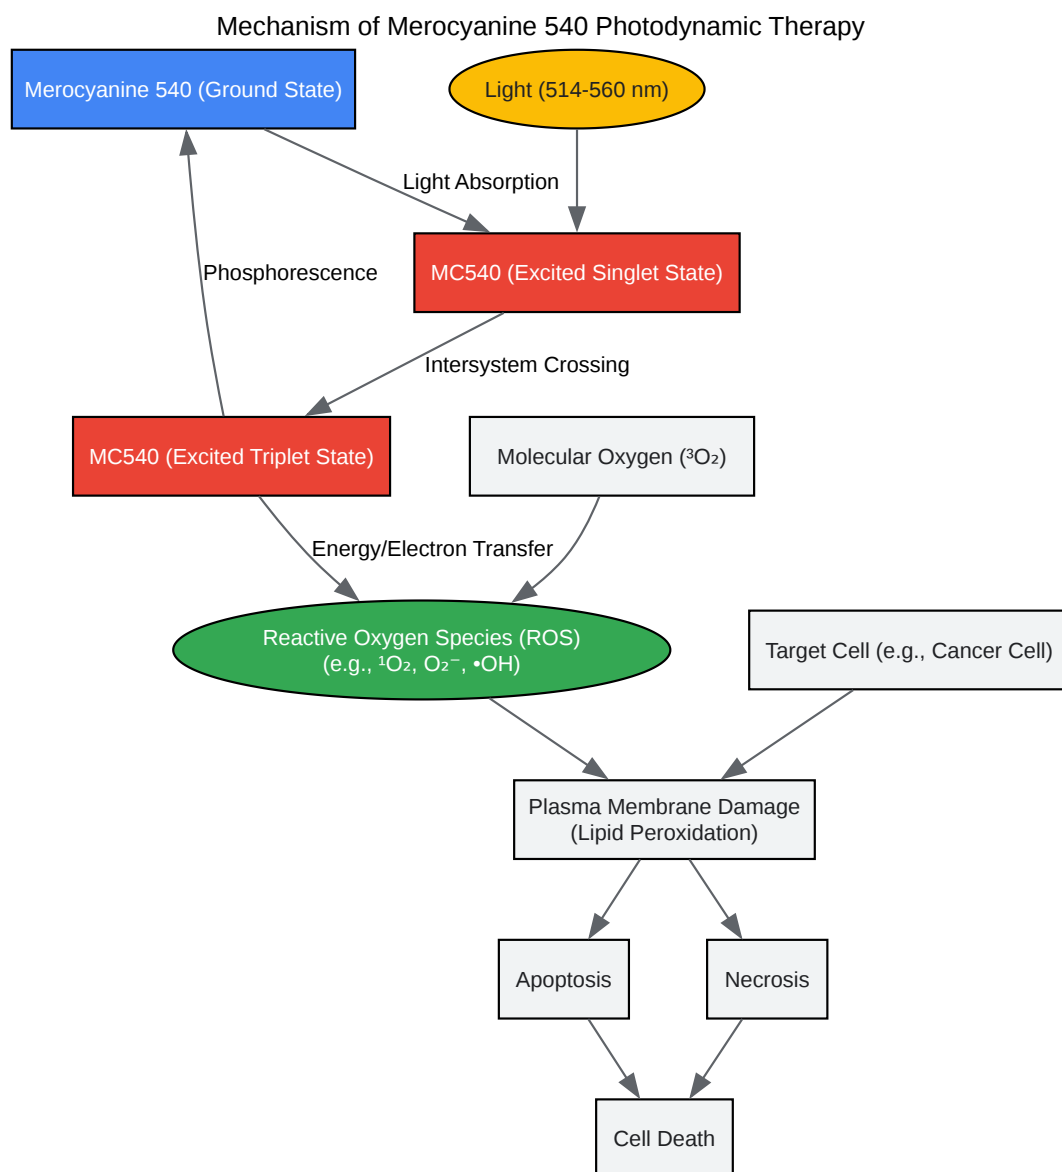 Mechanism of Merocyanine 540 Photodynamic Therapy
Merocyanine 540 (Ground State)
Light (514-560 nm)
Light Absorption
Phosphorescence
MC540 (Excited Singlet State)
Intersystem Crossing
MC540 (Excited Triplet State)
Molecular Oxygen (³O₂)
Energy/Electron Transfer
Reactive Oxygen Species (ROS)
(e.g., ¹O₂, O₂⁻, •OH)
Target Cell (e.g., Cancer Cell)
Plasma Membrane Damage
(Lipid Peroxidation)
Apoptosis
Necrosis
Cell Death